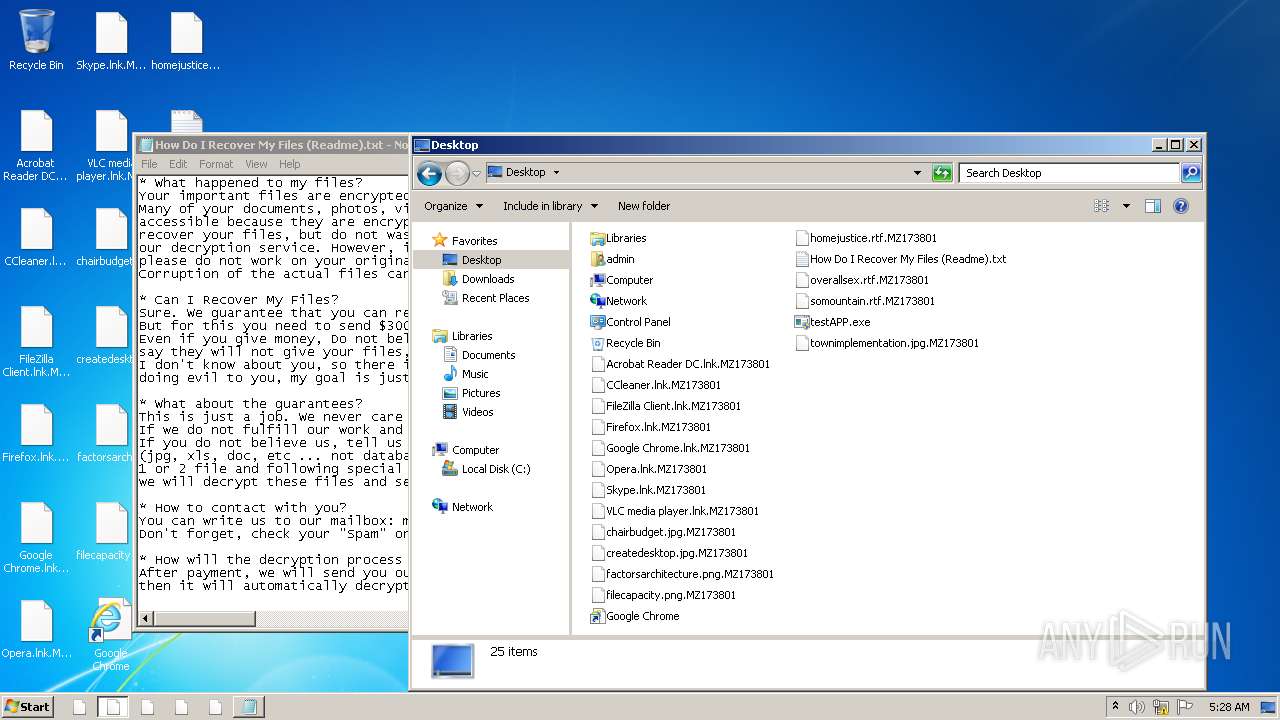 Recycle Bin
Skype.lnk.M...
homejustice...
Acrobat
Reader DC...
VLC media
player.lnk.M
CCleaner.l...
chairbudget
FileZilla
Client.lnk.M...
createdeskt
Firefox.lnk....
factorsarch
Google
Chrome.lnk...
filecapacity
Opera.lnk.M...
Google
Chrome
How Do I Recover My Files (Readme).txt - No
File Edit Format View Help
* What happened to my files?
Your important files are encrypted
Many of your documents, photos, vi
accessible because they are encryp
recover your files, but do not was
our decryption service. However, i
please do not work on your origina
Corruption of the actual files can
* Can I Recover My Files?
Sure. We guarantee that you can re
But for this you need to send $300
Even if you give money, Do not bel
say they will not give your files,
I don't know about you, so there i
doing evil to you, my goal is just
* What about the guarantees?
This is just a job. We never care
If we do not fulfill our work and
If you do not believe us, tell us
(jpg, xls, doc, etc ... not databa
1 or 2 file and following special
we will decrypt these files and se
* How to contact with you?
You can write us to our mailbox: m
Don't forget, check your "spam" or
* How will the decryption process
After payment, we will send you ou
then it will automatically decrypt
Desktop
Desktop
Search Desktop
Organize Include in library New folder
Favorites
Desktop
Downloads
Recent Places
Libraries
Documents
Music
Pictures
Videos
Computer
Local Disk (C:)
Network
Libraries
admin
Computer
Network
Control Panel
Recycle Bin
Acrobat Reader DC.lnk.MZ173801
CCleaner.lnk.MZ173801
FileZilla Client.lnk.MZ173801
Firefox.lnk.MZ173801
Google Chrome.lnk.MZ173801
Opera.lnk.MZ173801
Skype.lnk.MZ173801
VLC media player.lnk.MZ173801
chairbudget.jpg.MZ173801
createdesktop.jpg.MZ173801
factorsarchitecture.png.MZ173801
filecapacity.png.MZ173801
Google Chrome
homejustice.rtf.MZ173801
How Do I Recover My Files (Readme).txt
overallsex.rtf.MZ173801
somountain.rtf.MZ173801
testAPP.exe
townimplementation.jpg.MZ173801
25 items
ANY RUN
Start
5:28 AM